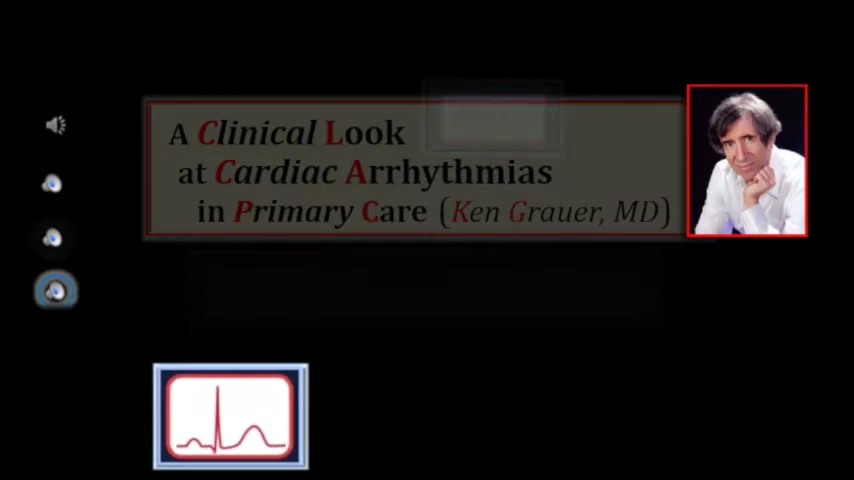 A Clinical Look
at Cardiac Arrhythmias
in Primary Care (Ken Grauer, MD)